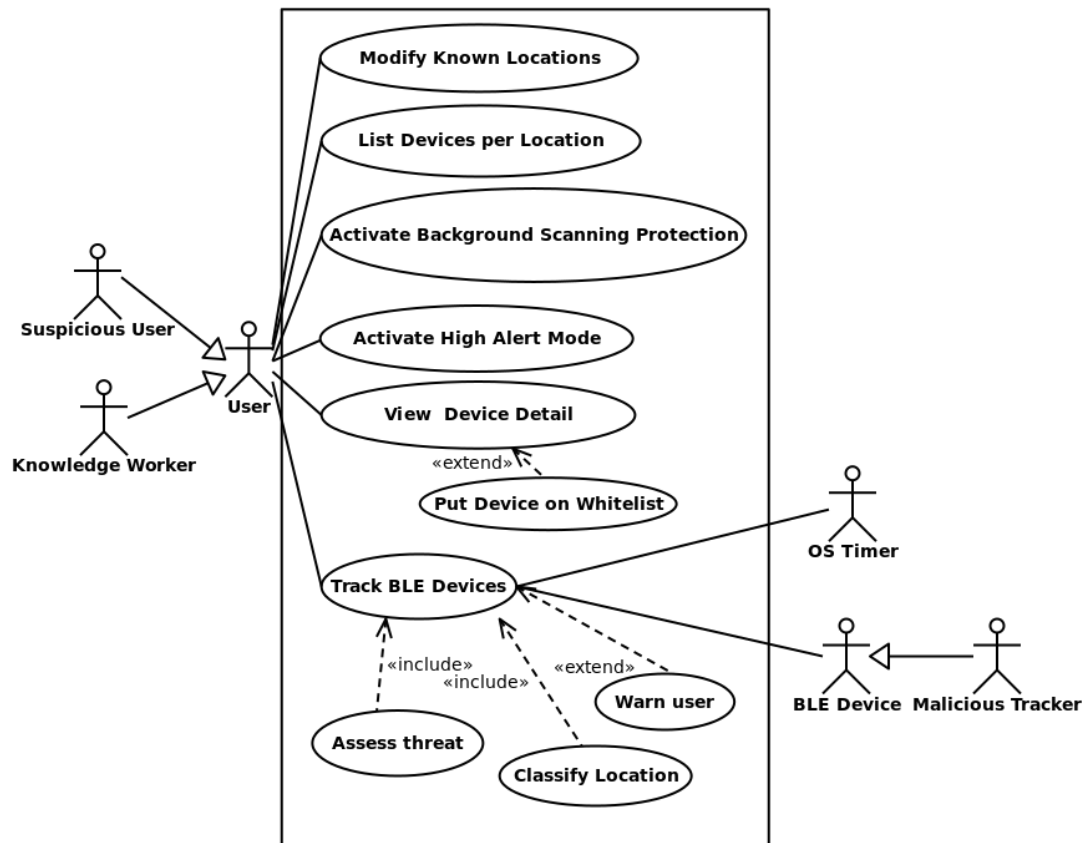 Modify Known Locations
List Devices per Location
Activate Background Scanning Protection
Suspicious User
Activate High Alert Mode
User
View Device Detail
Knowledge Worker
«extend»
Put Device on Whitelist
OS Timer
Track BLE Devices
«include»
«include»
«extend»
Warn user
BLE Device
Malicious Tracker
Assess threat
Classify Location